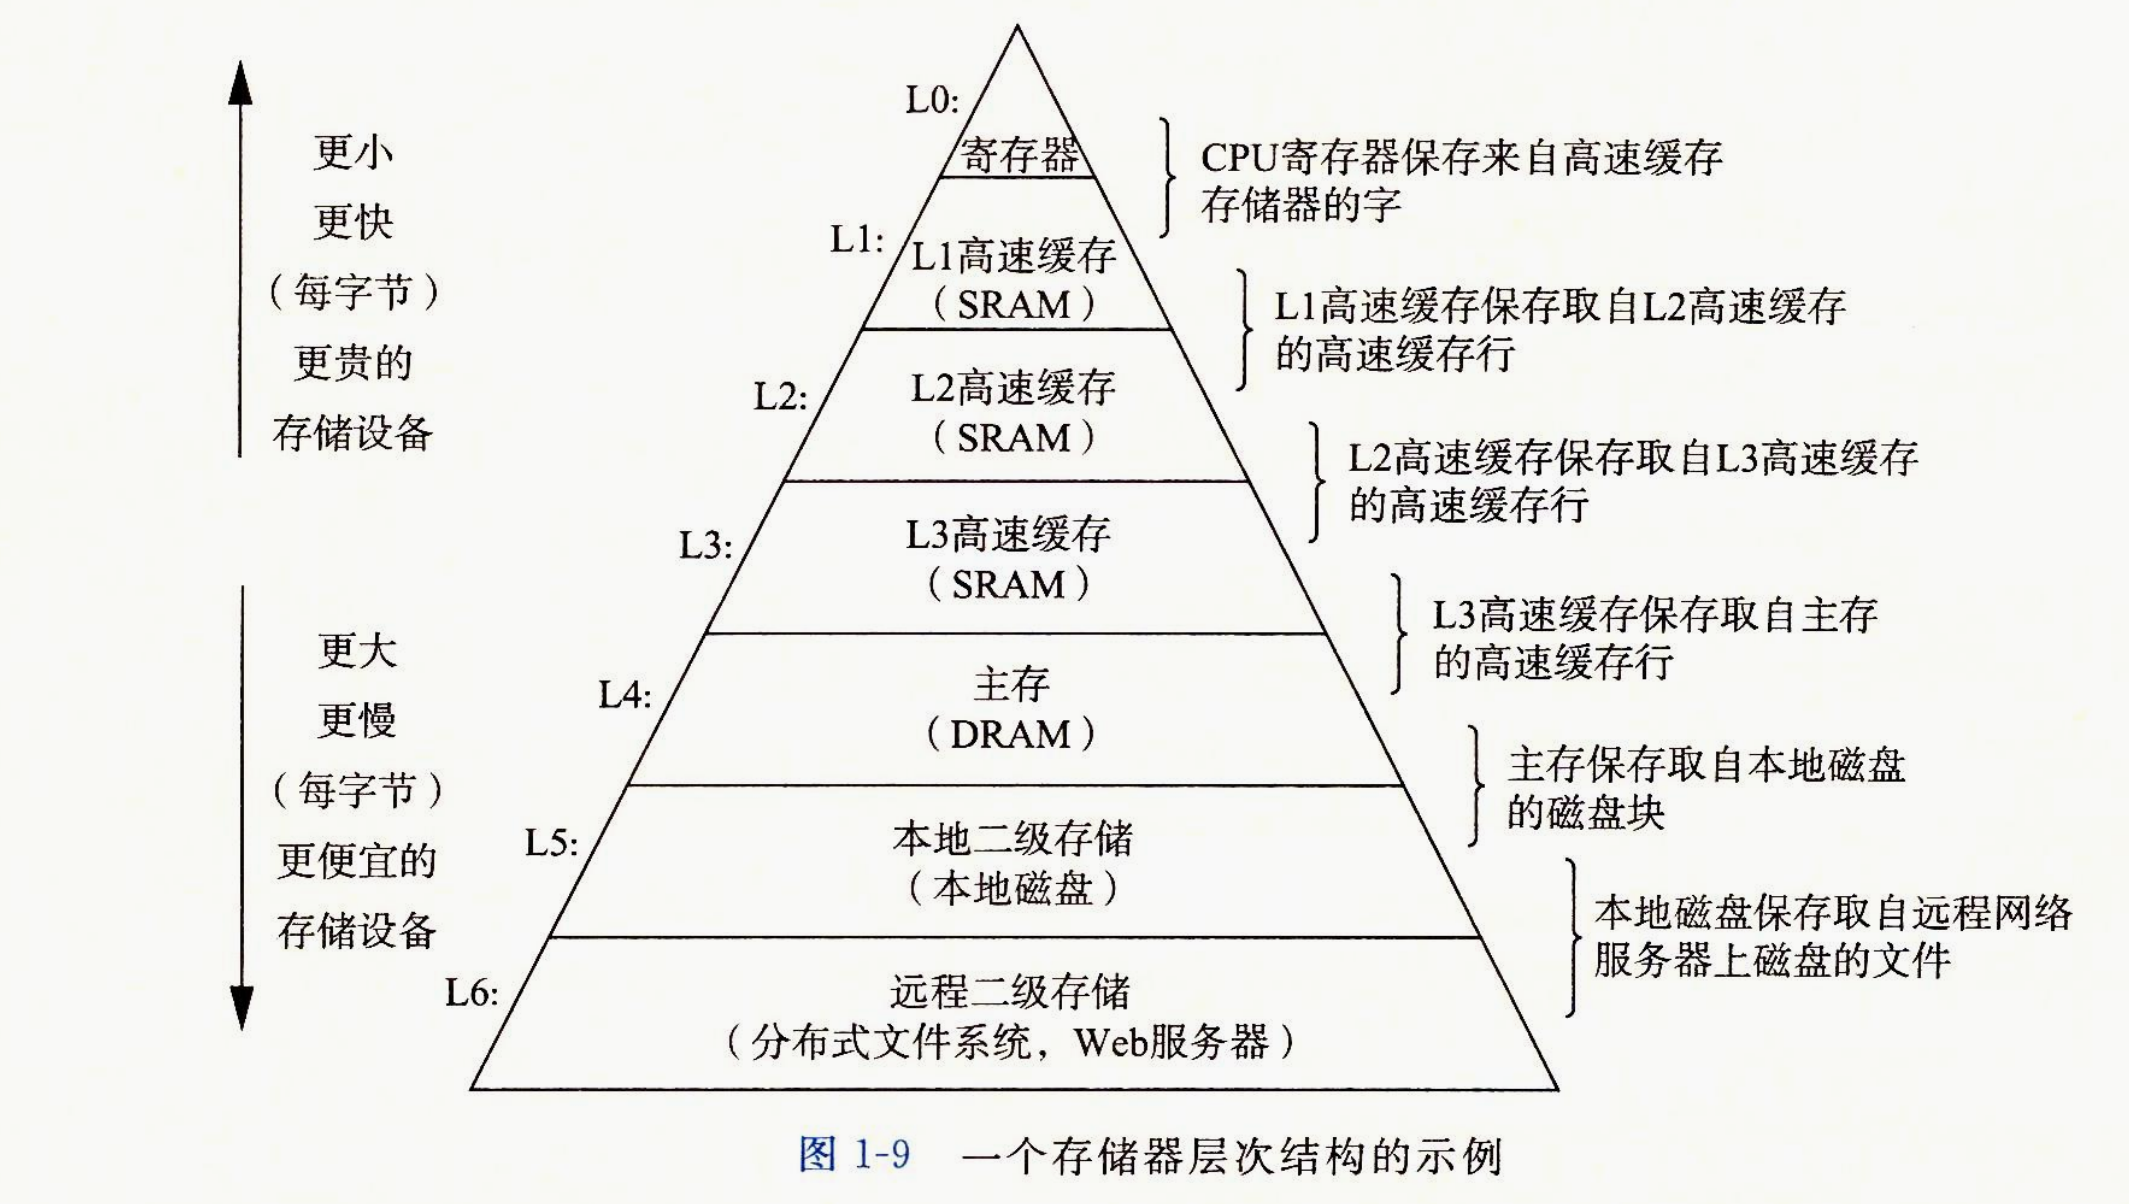 更小
更快
（每字节）
更贵的
存储设备
更大
更慢
（每字节）
更便宜的
存储设备
L0:
寄存器
L1:
L1高速缓存
（SRAM）
L2:
L2高速缓存
（SRAM）
L3:
L3高速缓存
（SRAM）
L4:
主存
（DRAM）
L5:
本地二级存储
（本地磁盘）
L6:
远程二级存储
（分布式文件系统，Web服务器）
CPU寄存器保存来自高速缓存
存储器的字
L1高速缓存保存取自L2高速缓存
的高速缓存行
L2高速缓存保存取自L3高速缓存
的高速缓存行
L3高速缓存保存取自主存
的高速缓存行
主存保存取自本地磁盘
的磁盘块
本地磁盘保存取自远程网络
服务器上磁盘的文件
图 1-9 一个存储器层次结构的示例